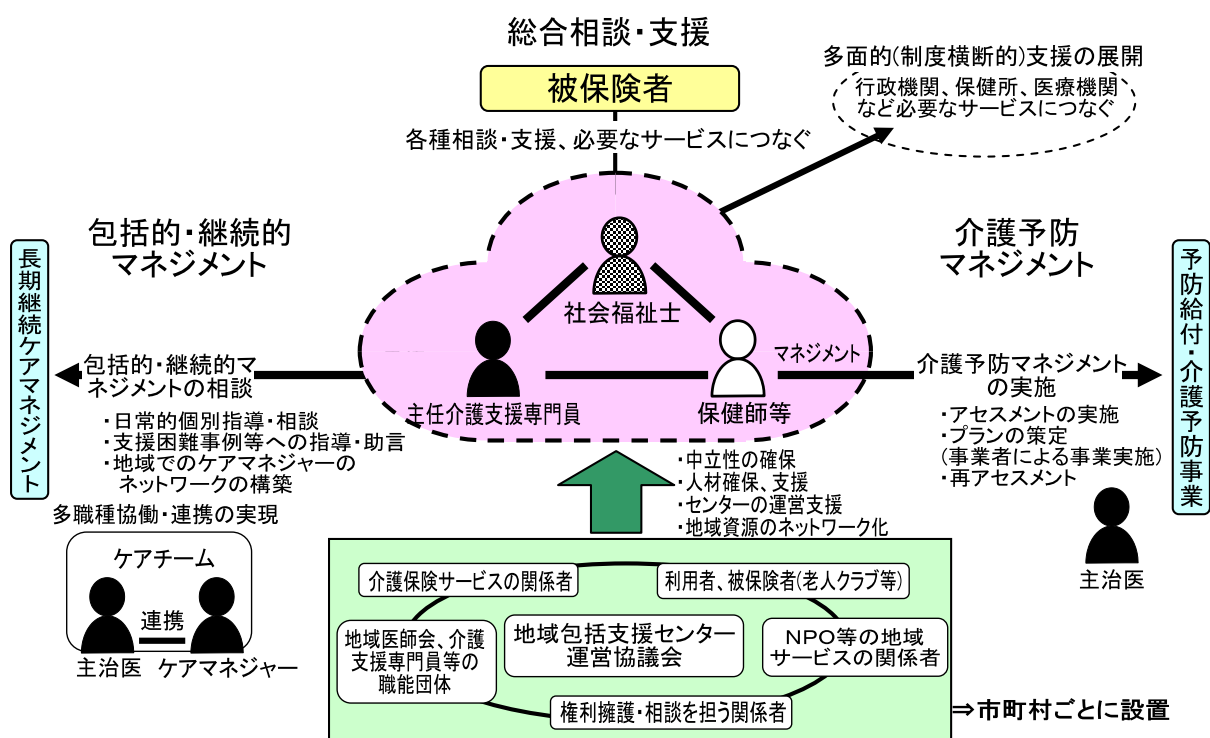 総合相談・支援
被保険者
各種相談・支援、必要なサービスにつなぐ
多面的(制度横断的)支援の展開
行政機関、保健所、医療機関
など必要なサービスにつなぐ
包括的・継続的
マネジメント
介護予防
マネジメント
長期継続ケアマネジメント
予防給付・介護予防事業
社会福祉士
主任介護支援専門員
保健師等
マネジメント
包括的・継続的マ
ネジメントの相談
・日常的個別指導・相談
・支援困難事例等への指導・助言
・地域でのケアマネジャーの
ネットワークの構築
介護予防マネジメント
の実施
・アセスメントの実施
・プランの策定
(事業者による事業実施)
・再アセスメント
主治医
多職種協働・連携の実現
ケアチーム
連携
主治医
ケアマネジャー
・中立性の確保
・人材確保、支援
・センターの運営支援
・地域資源のネットワーク化
介護保険サービスの関係者
利用者、被保険者(老人クラブ等)
地域医師会、介護
支援専門員等の
職能団体
地域包括支援センター
運営協議会
NPO等の地域
サービスの関係者
権利擁護・相談を担う関係者
⇒市町村ごとに設置